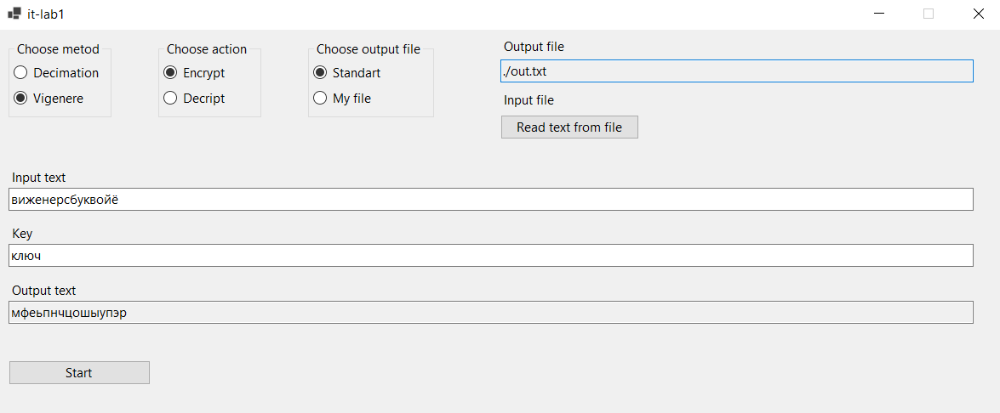 it-lab1
Choose metod
Decimation
Vigenere
Choose action
Encrypt
Decript
Choose output file
Standart
My file
Output file
./out.txt
Input file
Read text from file
Input text
виженерсбуквойё
Key
ключ
Output text
мфеьпнчцошыупэр
Start